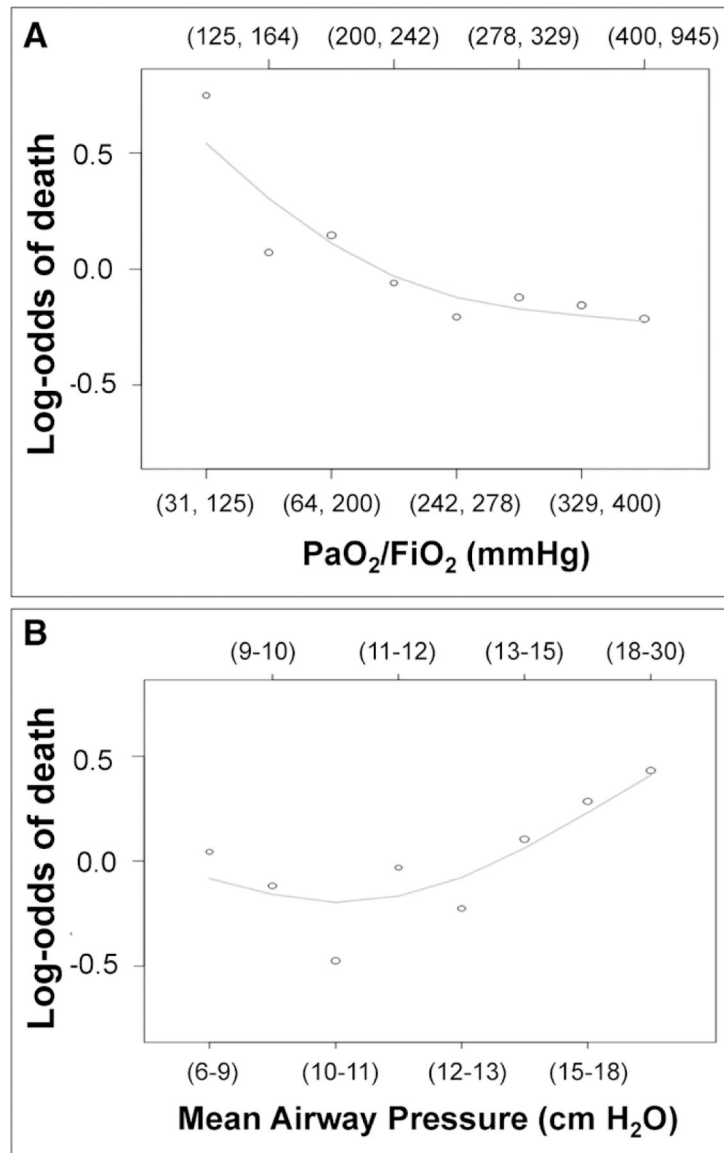 A
(125, 164) (200, 242) (278, 329) (400, 945)
Log-odds of death
0.5
0.0
-0.5
(31, 125) (64, 200) (242, 278) (329, 400)
PaO₂/FiO₂ (mmHg)
B
(9-10) (11-12) (13-15) (18-30)
Log-odds of death
0.5
0.0
-0.5
(6-9) (10-11) (12-13) (15-18)
Mean Airway Pressure (cm H₂O)